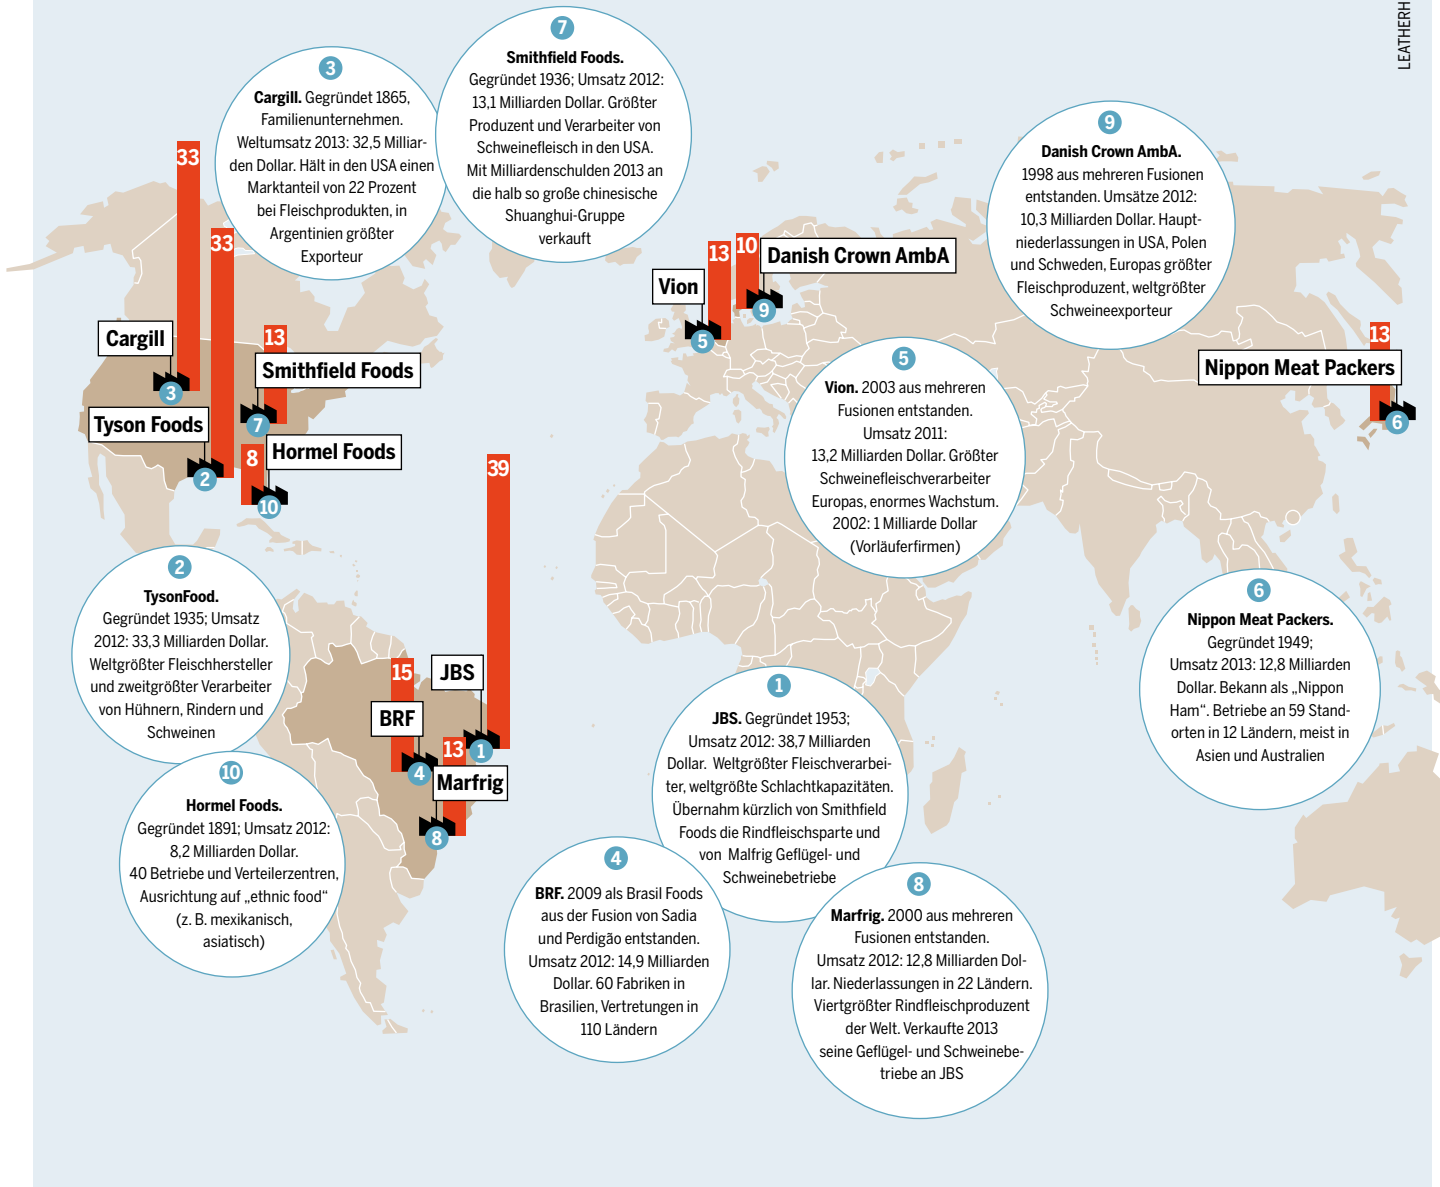 LEATHERH
7
Smithfield Foods.
Gegründet 1936; Umsatz 2012:
13,1 Milliarden Dollar. Größter
Produzent und Verarbeiter von
Schweinefleisch in den USA.
Mit Milliardenschulden 2013 an
die halb so große chinesische
Shuanghui-Gruppe
verkauft
3
Cargill. Gegründet 1865,
Familienunternehmen.
Weltumsatz 2013: 32,5 Milliar-
den Dollar. Hält in den USA einen
Marktanteil von 22 Prozent
bei Fleischprodukten, in
Argentinien größter
Exporteur
9
Danish Crown AmbA.
1998 aus mehreren Fusionen
entstanden. Umsätze 2012:
10,3 Milliarden Dollar. Haupt-
niederlassungen in USA, Polen
und Schweden, Europas größter
Fleischproduzent, weltgrößter
Schweineexporteur
33
33
Cargill
3
13
Smithfield Foods
7
Tyson Foods
2
8
Hormel Foods
10
13
10
Danish Crown AmbA
Vion
5
9
13
Nippon Meat Packers
6
5
Vion. 2003 aus mehreren
Fusionen entstanden.
Umsatz 2011:
13,2 Milliarden Dollar. Größter
Schweinefleischverarbeiter
Europas, enormes Wachstum.
2002: 1 Milliarde Dollar
(Vorläuferfirmen)
39
15
JBS
BRF
1
13
4
Marfrig
8
2
TysonFood.
Gegründet 1935; Umsatz
2012: 33,3 Milliarden Dollar.
Weltgrößter Fleischhersteller
und zweitgrößter Verarbeiter
von Hühnern, Rindern und
Schweinen
6
Nippon Meat Packers.
Gegründet 1949;
Umsatz 2013: 12,8 Milliarden
Dollar. Bekann als „Nippon
Ham“. Betriebe an 59 Stand-
orten in 12 Ländern, meist in
Asien und Australien
1
JBS. Gegründet 1953;
Umsatz 2012: 38,7 Milliarden
Dollar. Weltgrößter Fleischverarbei-
ter, weltgrößte Schlachtkapazitäten.
Übernahm kürzlich von Smithfield
Foods die Rindfleischsparte und
von Malfrig Geflügel- und
Schweinebetriebe
10
Hormel Foods.
Gegründet 1891; Umsatz 2012:
8,2 Milliarden Dollar.
40 Betriebe und Verteilerzentren,
Ausrichtung auf „ethnic food“
(z. B. mexikanisch,
asiatisch)
4
BRF. 2009 als Brasil Foods
aus der Fusion von Sadia
und Perdigão entstanden.
Umsatz 2012: 14,9 Milliarden
Dollar. 60 Fabriken in
Brasilien, Vertretungen in
110 Ländern
8
Marfrig. 2000 aus mehreren
Fusionen entstanden.
Umsatz 2012: 12,8 Milliarden Dol-
lar. Niederlassungen in 22 Ländern.
Viertgrößter Rindfleischproduzent
der Welt. Verkaufte 2013
seine Geflügel- und Schweinebe-
triebe an JBS